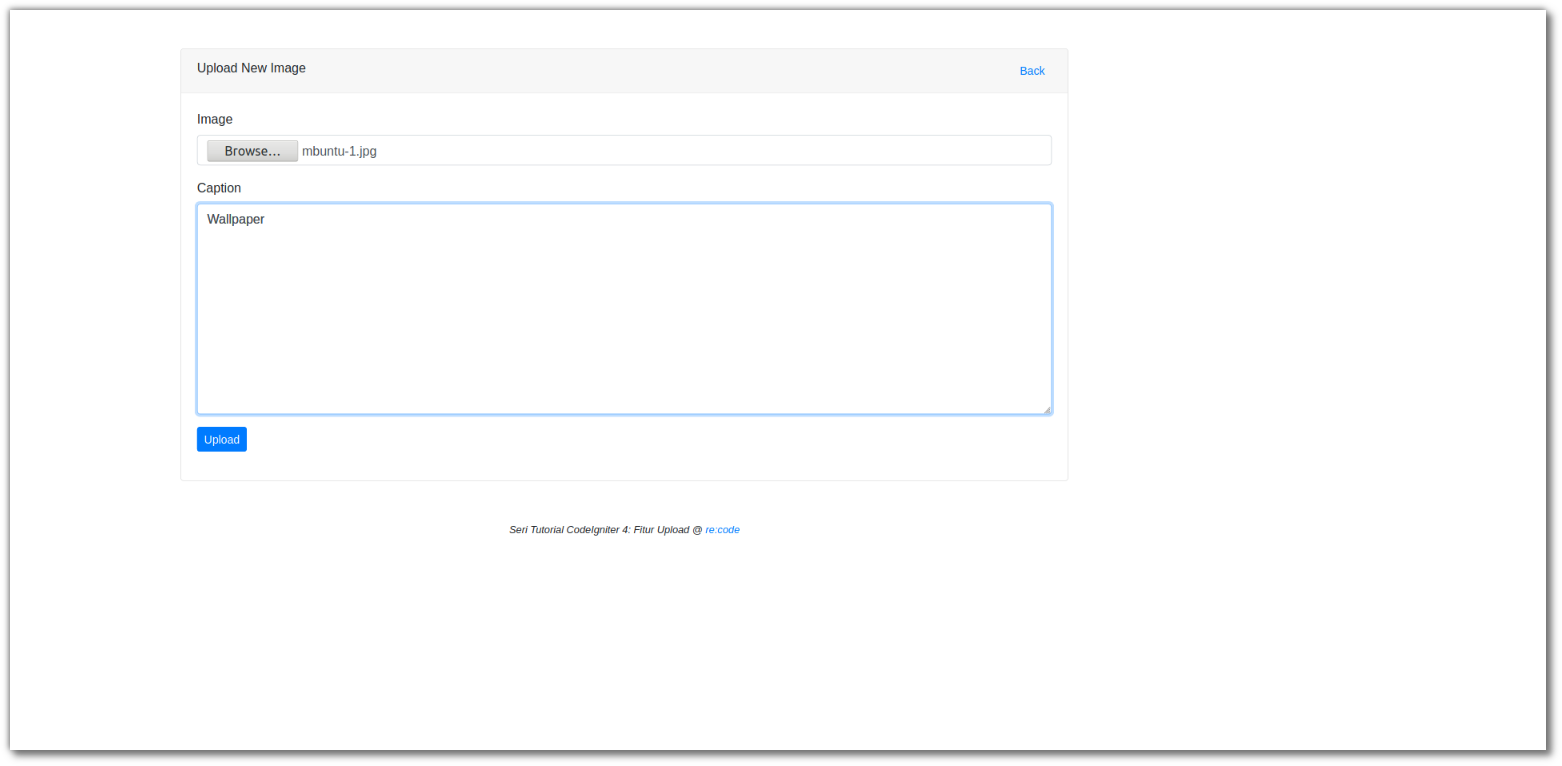 Upload New Image
Back
Image
Browse... mbuntu-1.jpg
Caption
Wallpaper
Upload
Seri Tutorial CodeIgniter 4: Fitur Upload @ re:code